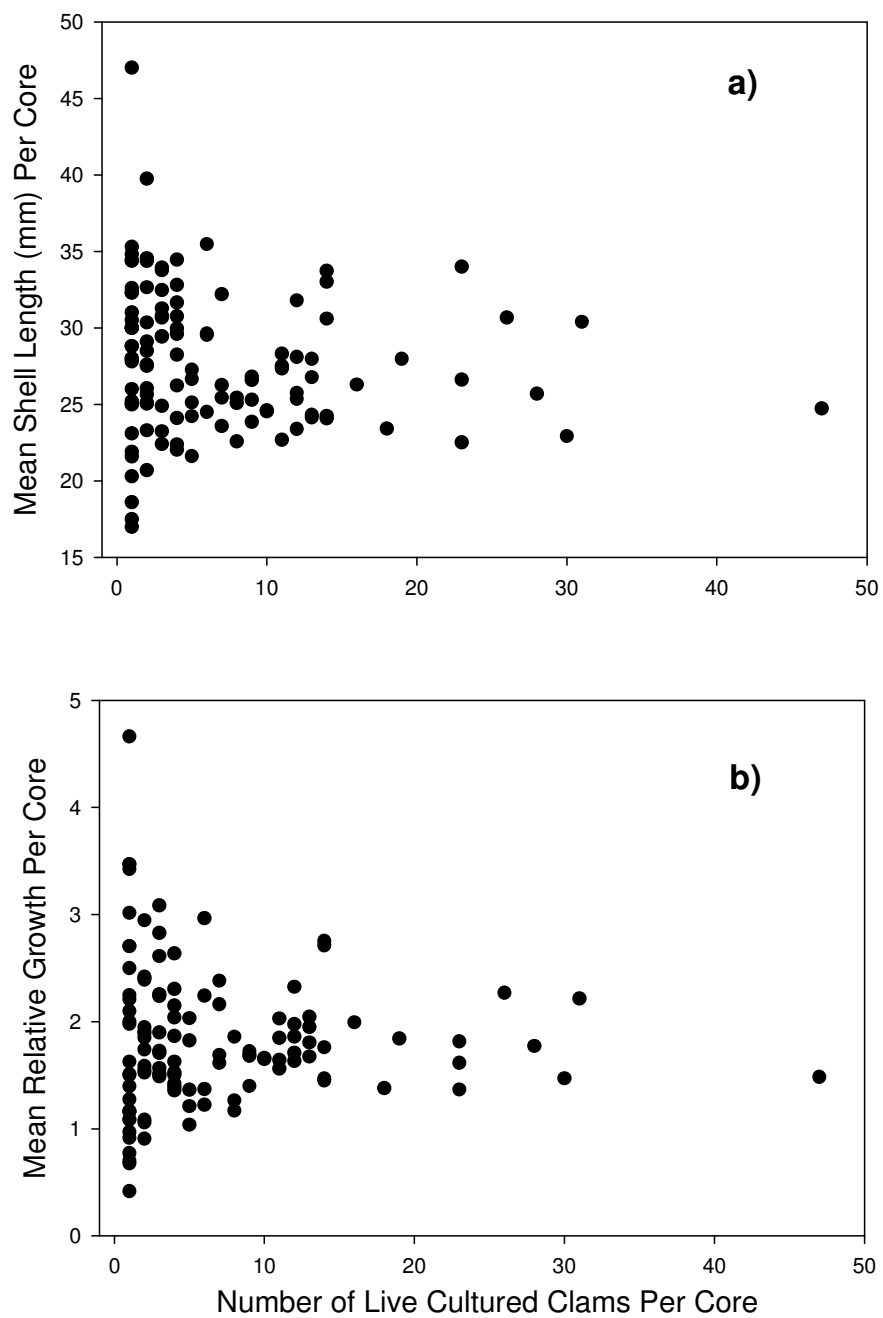 50
a)
45
40
35
30
25
20
15
Mean Shell Length (mm) Per Core
0 10 20 30 40 50
5
b)
4
3
2
1
0
Mean Relative Growth Per Core
0 10 20 30 40 50
Number of Live Cultured Clams Per Core